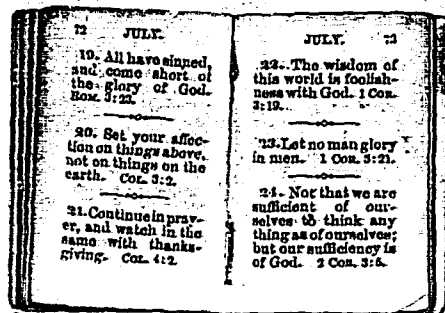 72 JULY.
19. All have sinned,
and come short of
the glory of God.
ROM. 3:23.
20. Set your affec-
tion on things above,
not on things on the
earth. COL. 3:2.
21. Continue in pray-
er, and watch in the
same with thanks-
giving. COL. 4:2.
JULY. 73
22. The wisdom of
this world is foolish-
ness with God. 1 COR.
3:19.
23. Let no man glory
in men. 1 COR. 3:21.
24. Not that we are
sufficient of our-
selves to think any
thing as of ourselves;
but our sufficiency is
of God. 2 COR. 3:5.